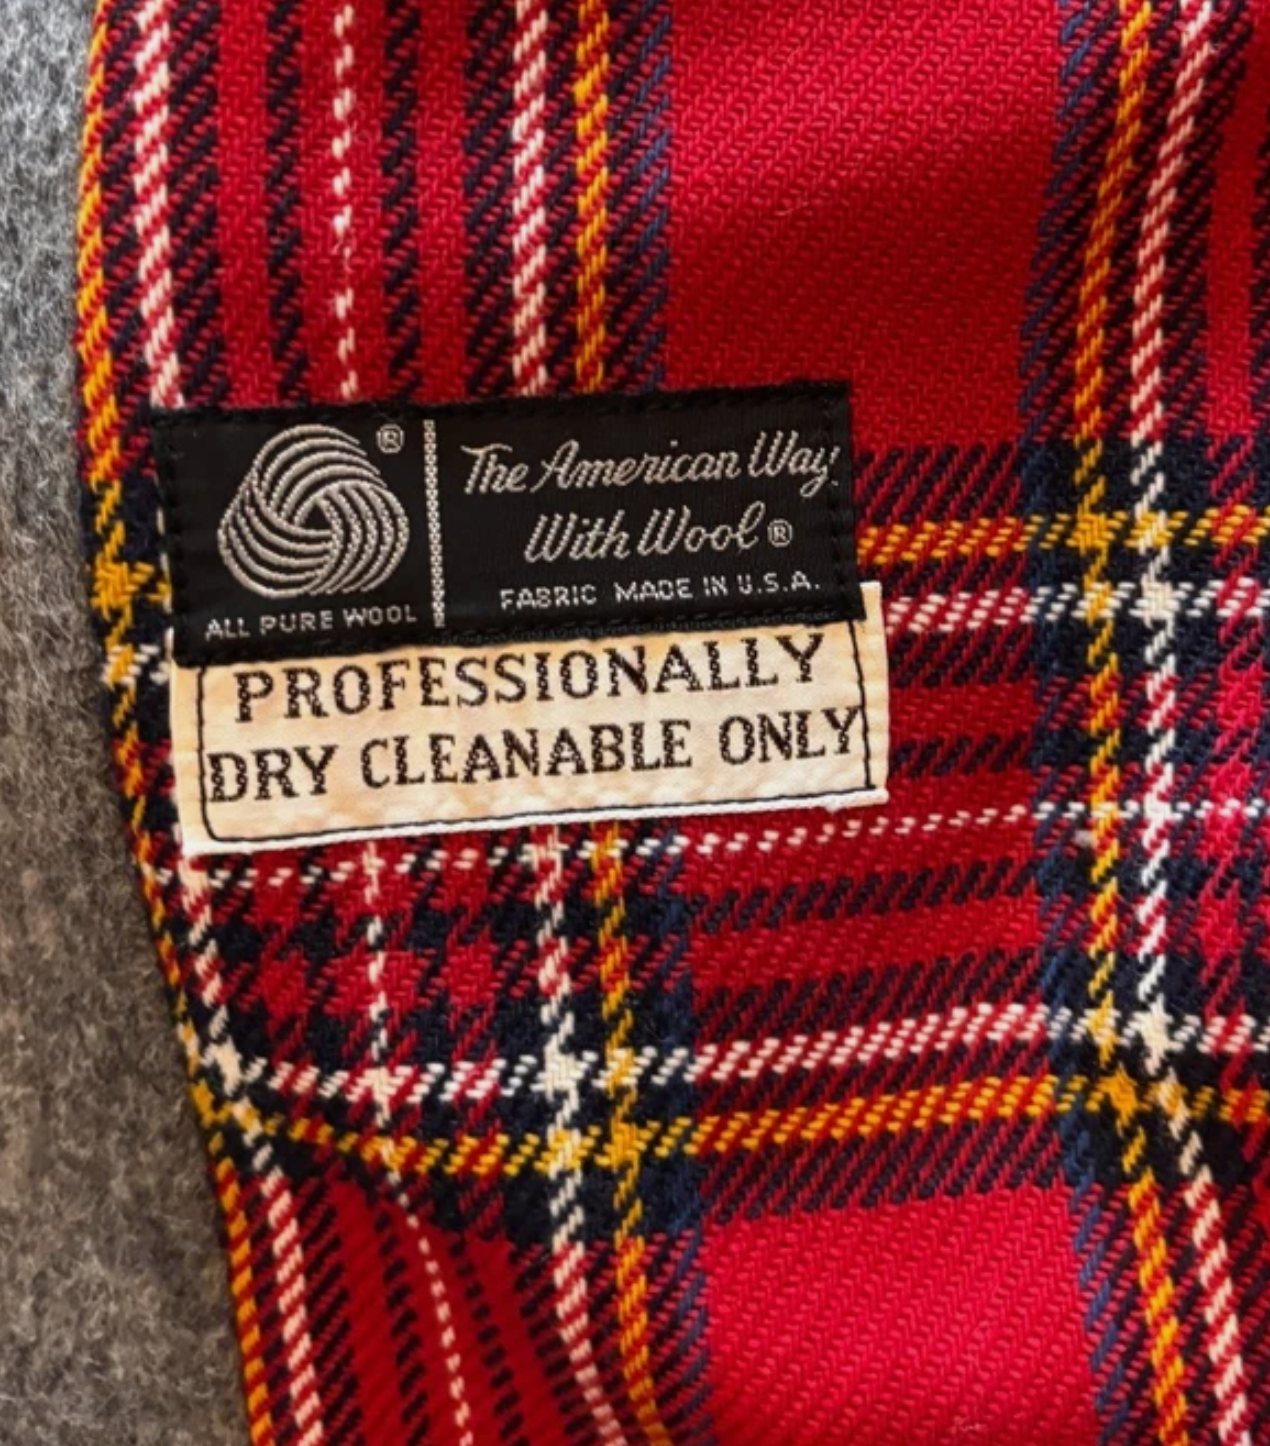 ®
ALL PURE WOOL
The American Way
With Wool®
FABRIC MADE IN U.S.A.
PROFESSIONALLY
DRY CLEANABLE ONLY